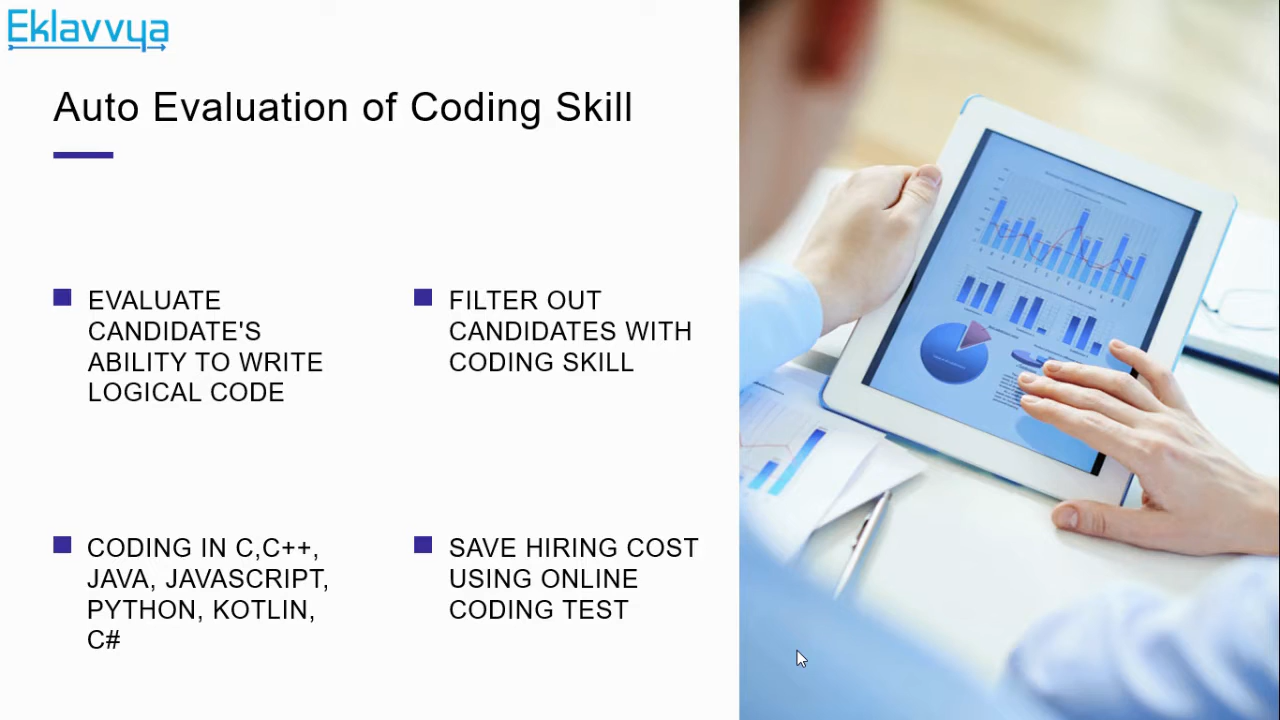 Eklavvya
Auto Evaluation of Coding Skill
EVALUATE
CANDIDATE'S
ABILITY TO WRITE
LOGICAL CODE
FILTER OUT
CANDIDATES WITH
CODING SKILL
CODING IN C,C++,
JAVA, JAVASCRIPT,
PYTHON, KOTLIN,
C#
SAVE HIRING COST
USING ONLINE
CODING TEST